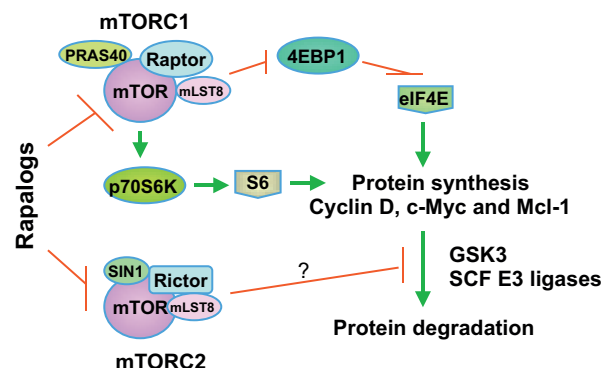 mTORC1
PRAS40
Raptor
mTOR
mLST8
4EBP1
eIF4E
Rapalogs
p70S6K
S6
Protein synthesis
Cyclin D, c-Myc and Mcl-1
GSK3
SCF E3 ligases
SIN1
Rictor
mTOR
mLST8
?
Protein degradation
mTORC2